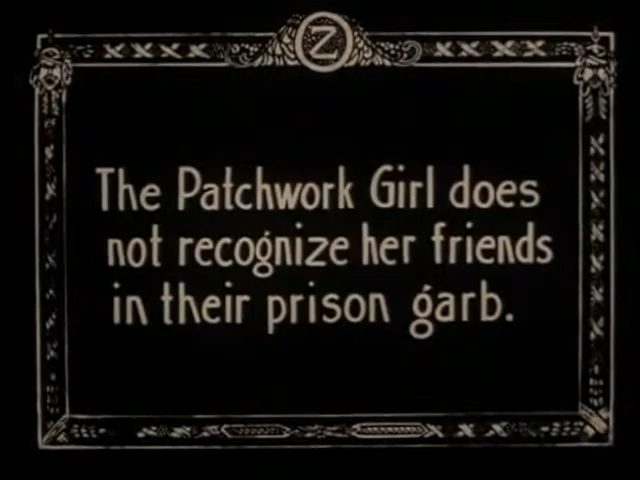 Z
The Patchwork Girl does
not recognize her friends
in their prison garb.